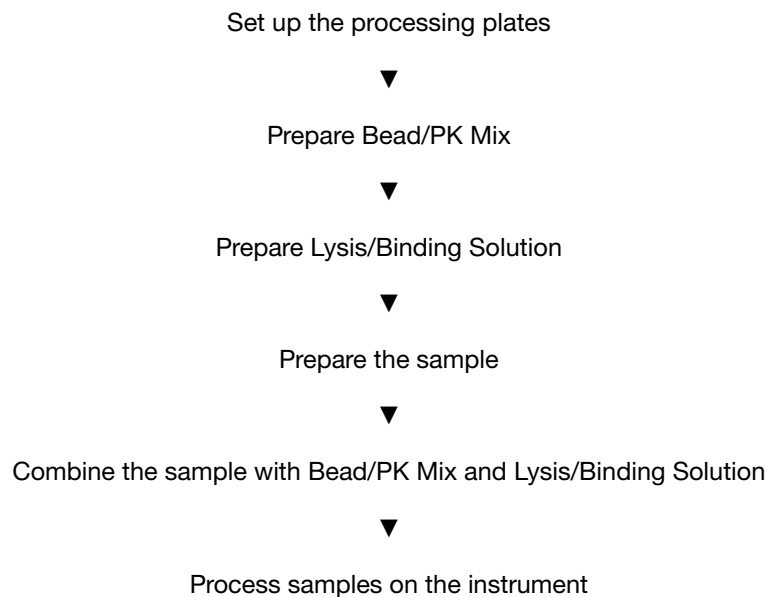 Set up the processing plates
▼
Prepare Bead/PK Mix
▼
Prepare Lysis/Binding Solution
▼
Prepare the sample
▼
Combine the sample with Bead/PK Mix and Lysis/Binding Solution
▼
Process samples on the instrument